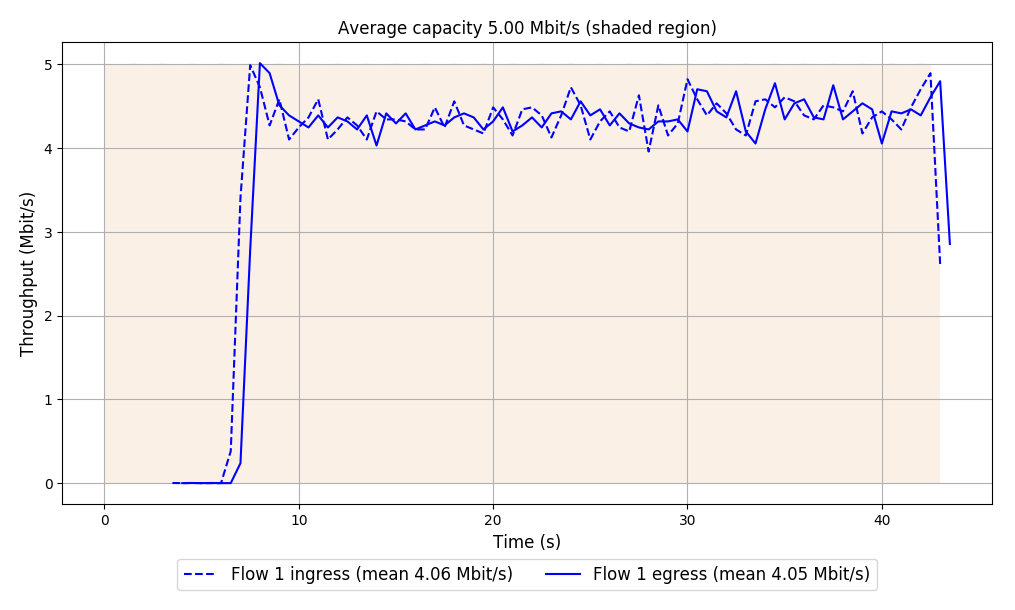 Average capacity 5.00 Mbit/s (shaded region)
Throughput (Mbit/s)
5
4
3
2
1
0
0 10 20 30 40
Time (s)
Flow 1 ingress (mean 4.06 Mbit/s) Flow 1 egress (mean 4.05 Mbit/s)